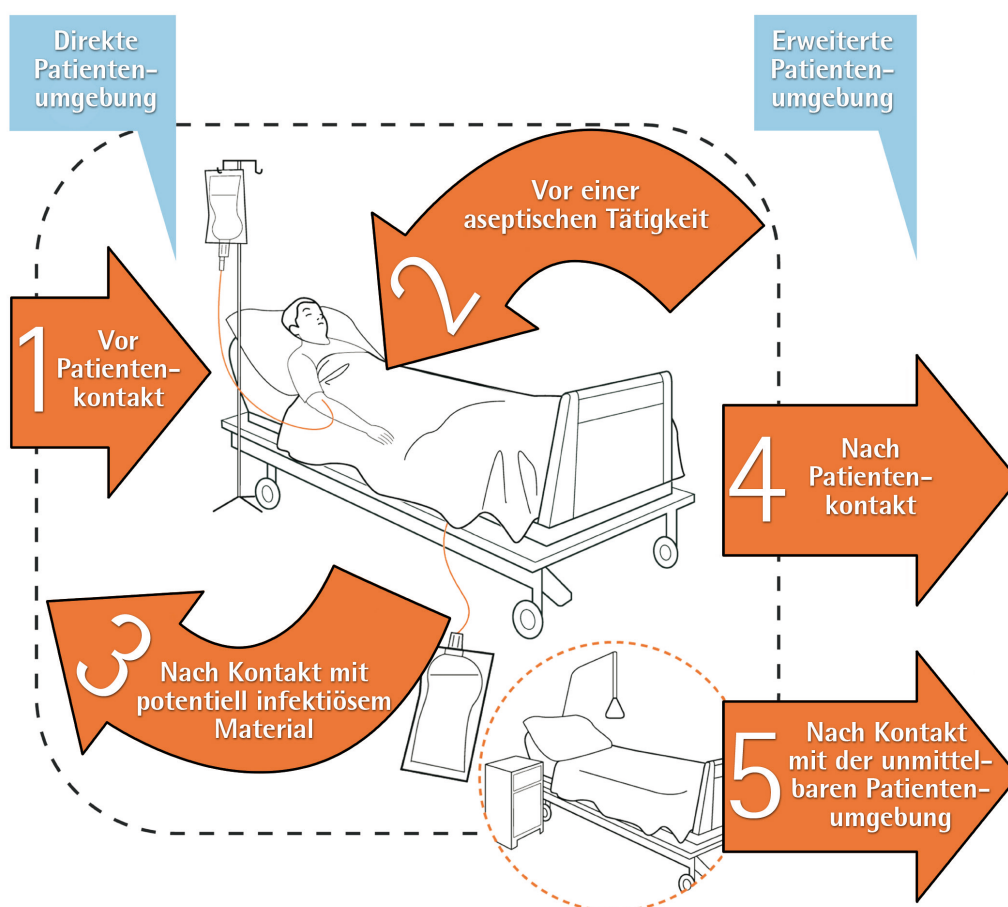 Direkte
Patienten-
umgebung
Erweiterte
Patienten-
umgebung
1
Vor
Patienten-
kontakt
2
Vor einer
aseptischen Tätigkeit
3
Nach Kontakt mit
potentiell infektiösem
Material
4
Nach
Patienten-
kontakt
5
Nach Kontakt
mit der unmittel-
baren Patienten-
umgebung